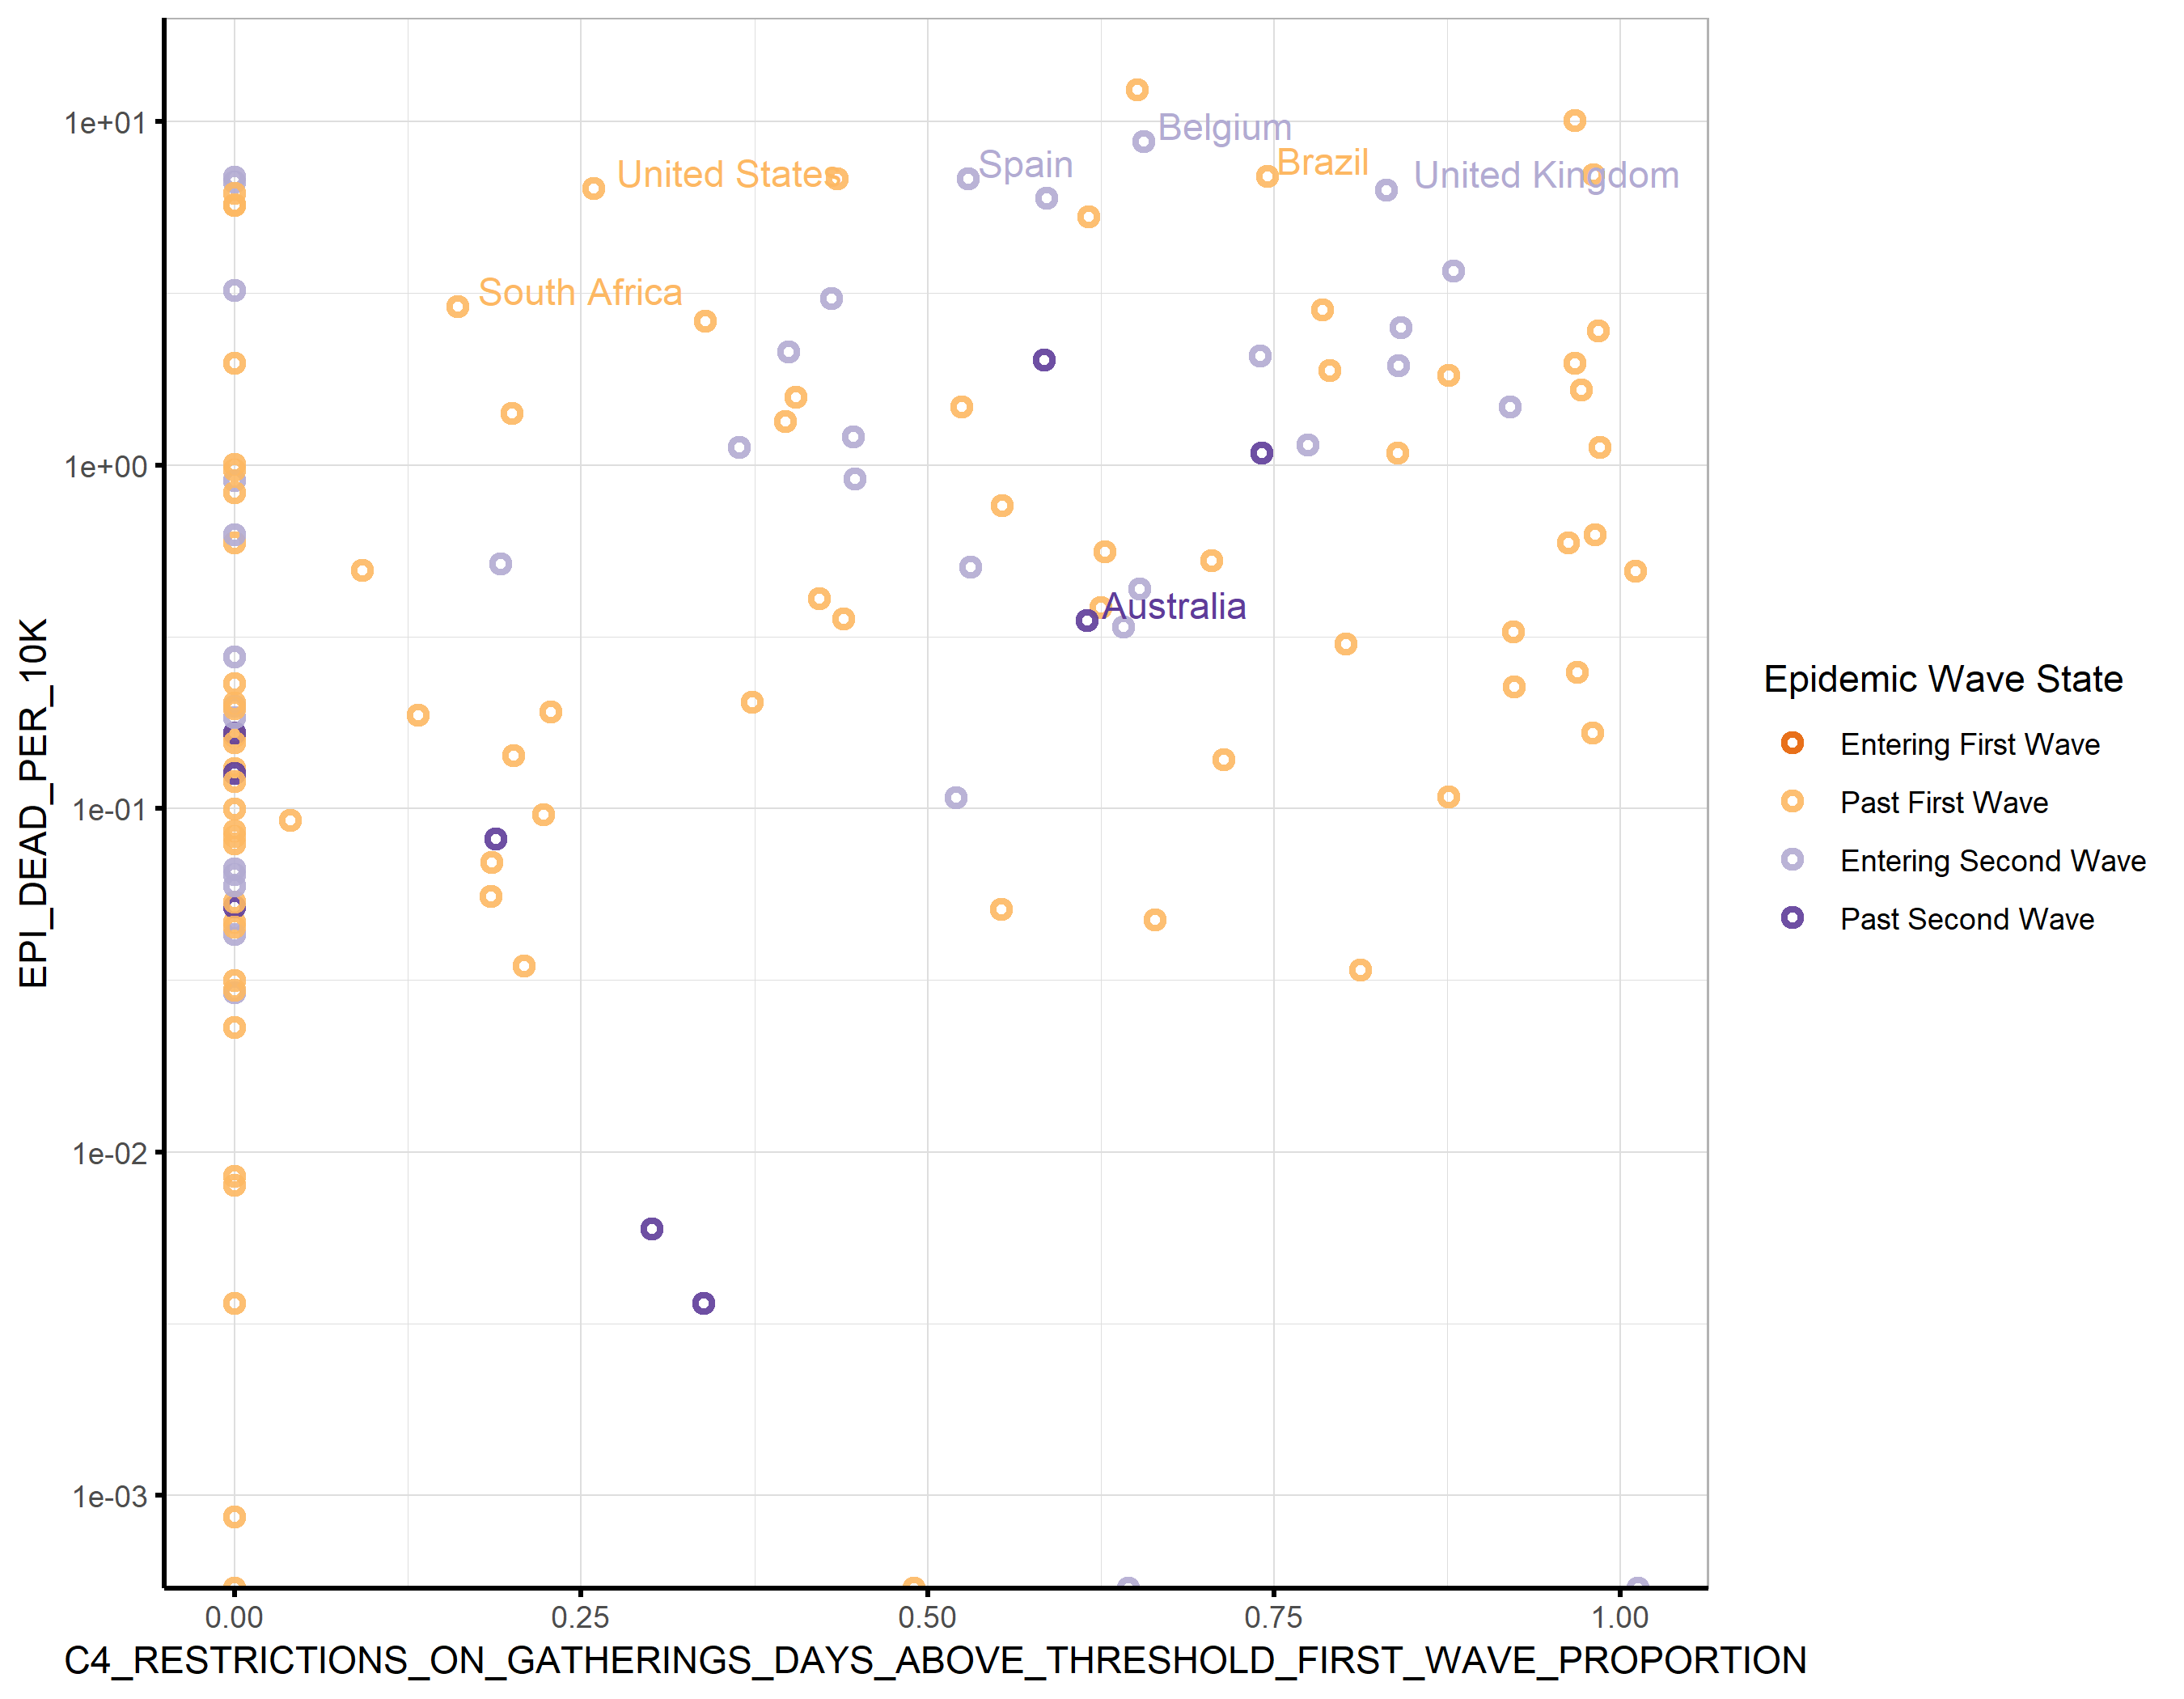 1e+01
1e+00
1e-01
1e-02
1e-03
EPI_DEAD_PER_10K
Belgium
Spain
Brazil
United States
United Kingdom
South Africa
Australia
0.00
0.25
0.50
0.75
1.00
C4_RESTRICTIONS_ON_GATHERINGS_DAYS_ABOVE_THRESHOLD_FIRST_WAVE_PROPORTION
Epidemic Wave State
Entering First Wave
Past First Wave
Entering Second Wave
Past Second Wave